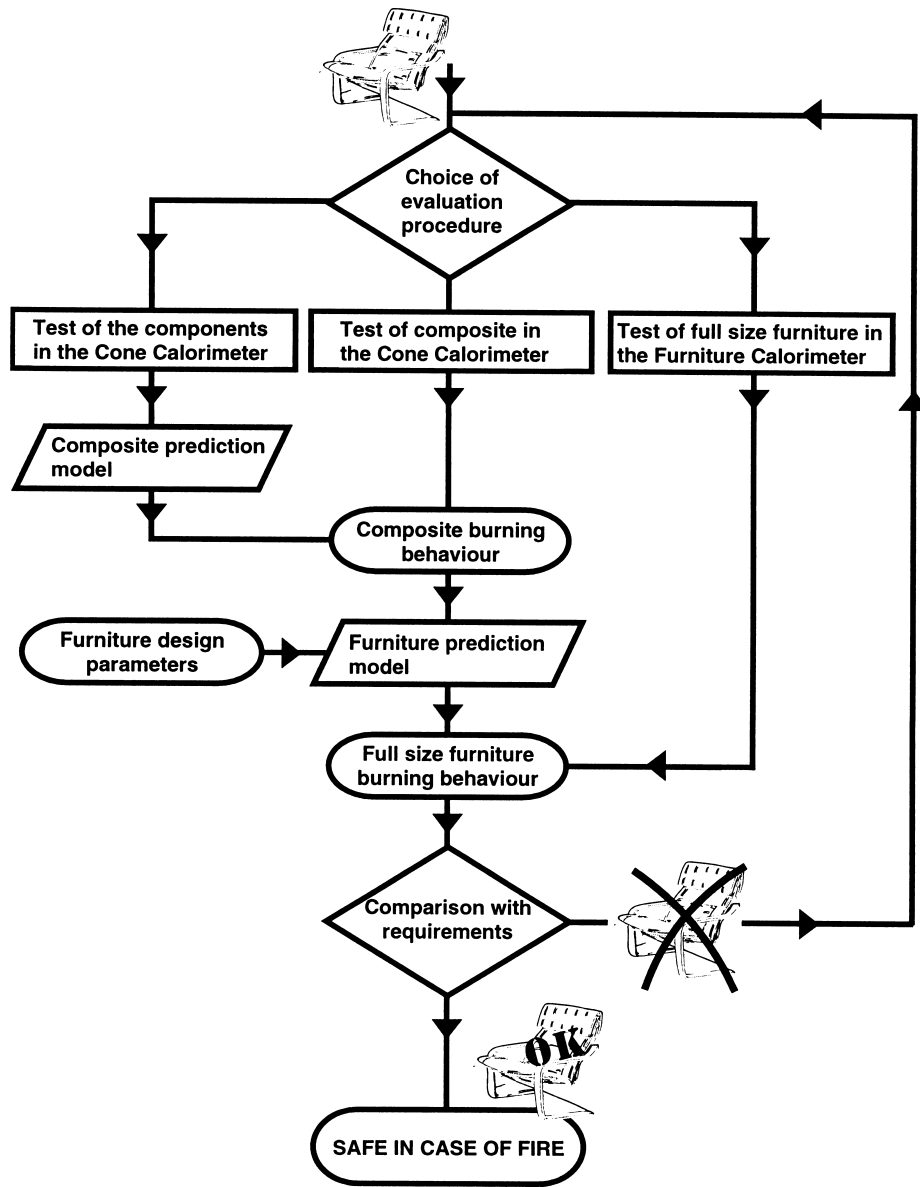 Choice of
evaluation
procedure
Test of the components
in the Cone Calorimeter
Test of composite in
the Cone Calorimeter
Test of full size furniture in
the Furniture Calorimeter
Composite prediction
model
Composite burning
behaviour
Furniture design
parameters
Furniture prediction
model
Full size furniture
burning behaviour
Comparison with
requirements
OK
SAFE IN CASE OF FIRE